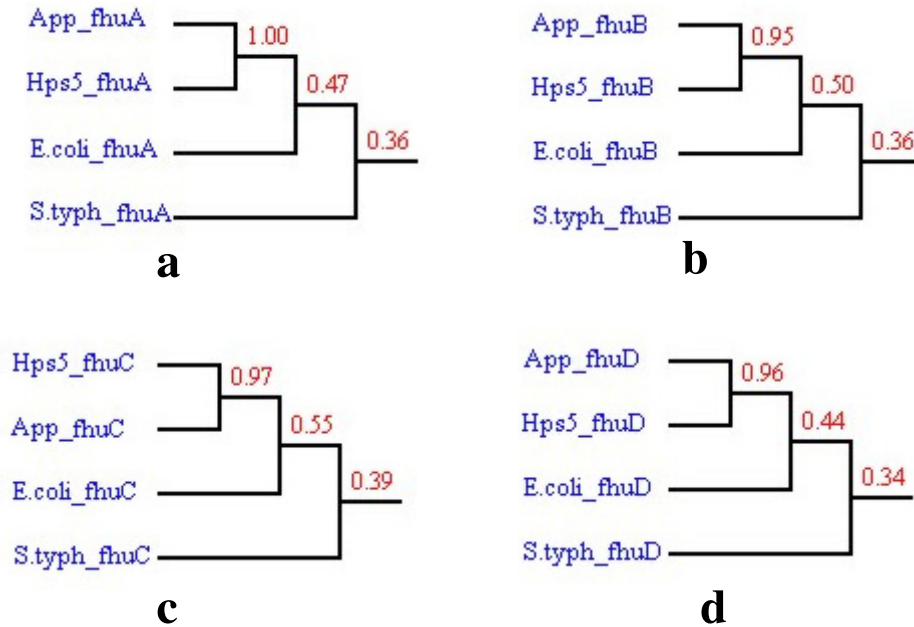 App_fhuA
1.00
Hps5_fhuA
0.47
E.coli_fhuA
0.36
S.typh_fhuA
a
App_fhuB
0.95
Hps5_fhuB
0.50
E.coli_fhuB
0.36
S.typh_fhuB
b
Hps5_fhuC
0.97
App_fhuC
0.55
E.coli_fhuC
0.39
S.typh_fhuC
c
App_fhuD
0.96
Hps5_fhuD
0.44
E.coli_fhuD
0.34
S.typh_fhuD
d